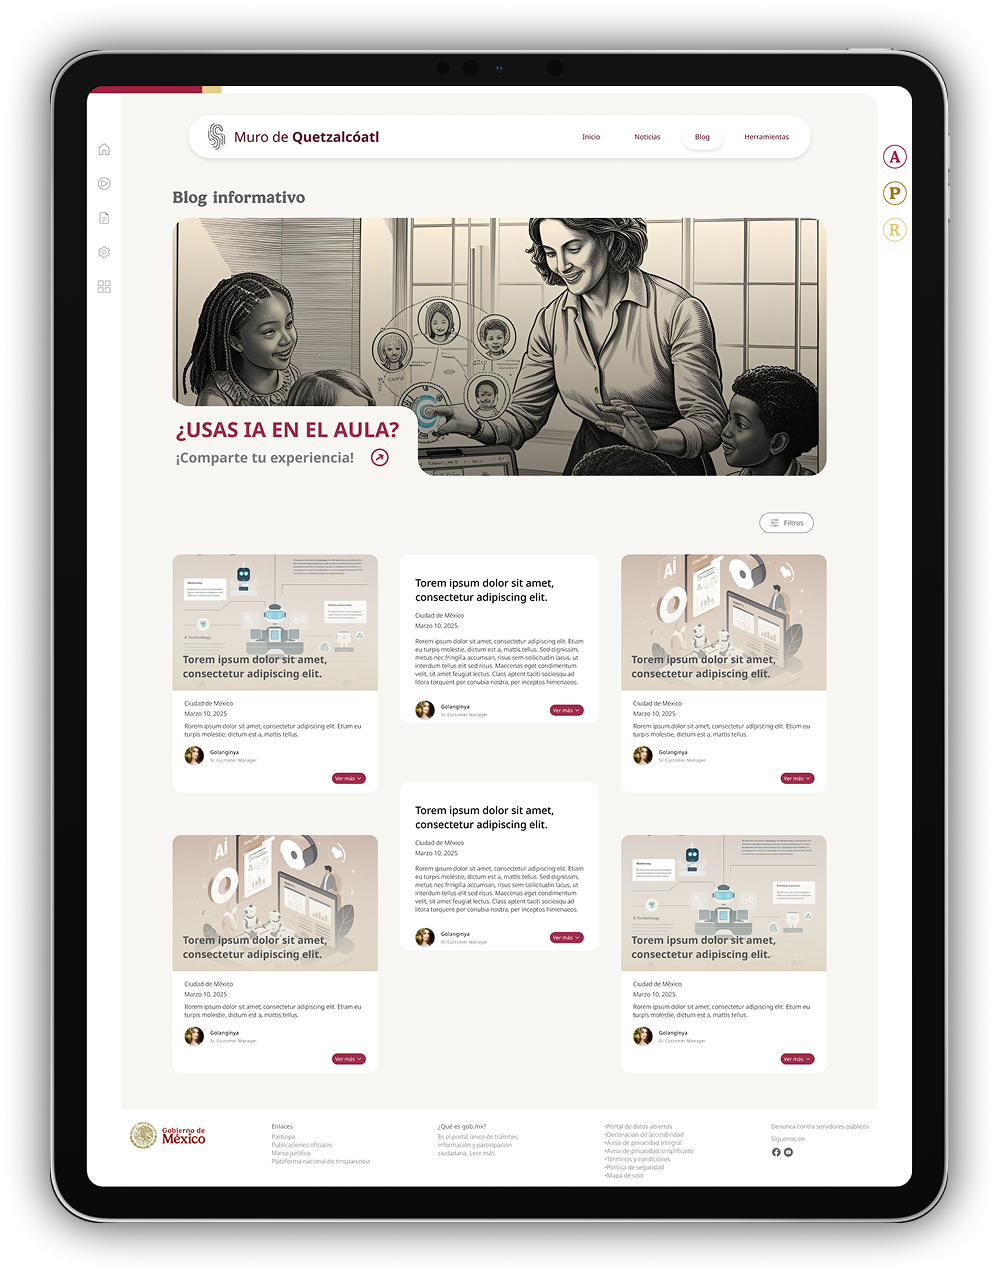 Muro de Quetzalcóatl
Inicio
Noticias
Blog
Herramientas
A
P
R
Blog informativo
¿USAS IA EN EL AULA?
¡Comparte tu experiencia!
Filtros
A Technology
Torem ipsum dolor sit amet,
consectetur adipiscing elit.
Ciudad de México
Marzo 10, 2025
Rorem ipsum dolor sit amet, consectetur adipiscing elit. Etiam eu
turpis molestie, dictum est a, mattis tellus.
Golanginya
Sr. Customer Manager
Ver más
Torem ipsum dolor sit amet,
consectetur adipiscing elit.
Ciudad de México
Marzo 10, 2025
Rorem ipsum dolor sit amet, consectetur adipiscing elit. Etiam
eu turpis molestie, dictum est a, mattis tellus. Sed dignissim,
metus nec fringilla accumsan, risus sem sollicitudin lacus, ut
interdum tellus elit sed risus. Maecenas eget condimentum
velit, sit amet feugiat lectus. Class aptent taciti sociosqu ad
litora torquent per conubia nostra, per inceptos himenaeos.
Golanginya
Sr. Customer Manager
Ver más
Ai
Torem ipsum dolor sit amet,
consectetur adipiscing elit.
Ciudad de México
Marzo 10, 2025
Rorem ipsum dolor sit amet, consectetur adipiscing elit. Etiam eu
turpis molestie, dictum est a, mattis tellus.
Golanginya
Sr. Customer Manager
Ver más
Ai
Torem ipsum dolor sit amet,
consectetur adipiscing elit.
Ciudad de México
Marzo 10, 2025
Rorem ipsum dolor sit amet, consectetur adipiscing elit. Etiam eu
turpis molestie, dictum est a, mattis tellus.
Golanginya
Sr. Customer Manager
Ver más
Torem ipsum dolor sit amet,
consectetur adipiscing elit.
Ciudad de México
Marzo 10, 2025
Rorem ipsum dolor sit amet, consectetur adipiscing elit. Etiam
eu turpis molestie, dictum est a, mattis tellus. Sed dignissim,
metus nec fringilla accumsan, risus sem sollicitudin lacus, ut
interdum tellus elit sed risus. Maecenas eget condimentum
velit, sit amet feugiat lectus. Class aptent taciti sociosqu ad
litora torquent per conubia nostra, per inceptos himenaeos.
Golanginya
Sr. Customer Manager
Ver más
A Technology
Torem ipsum dolor sit amet,
consectetur adipiscing elit.
Ciudad de México
Marzo 10, 2025
Rorem ipsum dolor sit amet, consectetur adipiscing elit. Etiam eu
turpis molestie, dictum est a, mattis tellus.
Golanginya
Sr. Customer Manager
Ver más
Gobierno de
México
Enlaces
Participa
Publicaciones oficiales
Marco jurídico
Plataforma nacional de trnsparencia
¿Qué es gob.mx?
Es el portal único de trámites,
información y participación
ciudadana. Leer más.
•Portal de datos abiertos
•Declaración de accesibilidad
•Aviso de privacidad integral
•Aviso de privacidad simplificado
•Términos y condiciones
•Política de seguridad
•Mapa de sitio
Denunca contra servadores públicos
Síguenos en